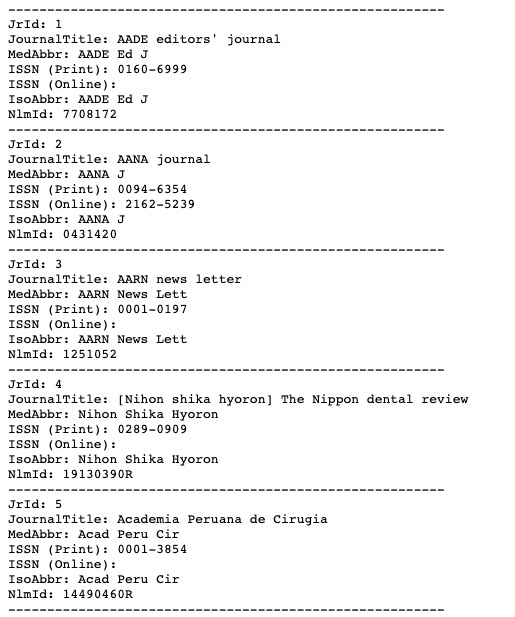 --------------------------------------------------------
JrId: 1
JournalTitle: AADE editors' journal
MedAbbr: AADE Ed J
ISSN (Print): 0160-6999
ISSN (Online):
IsoAbbr: AADE Ed J
NlmId: 7708172
--------------------------------------------------------
JrId: 2
JournalTitle: AANA journal
MedAbbr: AANA J
ISSN (Print): 0094-6354
ISSN (Online): 2162-5239
IsoAbbr: AANA J
NlmId: 0431420
--------------------------------------------------------
JrId: 3
JournalTitle: AARN news letter
MedAbbr: AARN News Lett
ISSN (Print): 0001-0197
ISSN (Online):
IsoAbbr: AARN News Lett
NlmId: 1251052
--------------------------------------------------------
JrId: 4
JournalTitle: [Nihon shika hyoron] The Nippon dental review
MedAbbr: Nihon Shika Hyoron
ISSN (Print): 0289-0909
ISSN (Online):
IsoAbbr: Nihon Shika Hyoron
NlmId: 19130390R
--------------------------------------------------------
JrId: 5
JournalTitle: Academia Peruana de Cirugia
MedAbbr: Acad Peru Cir
ISSN (Print): 0001-3854
ISSN (Online):
IsoAbbr: Acad Peru Cir
NlmId: 14490460R
--------------------------------------------------------